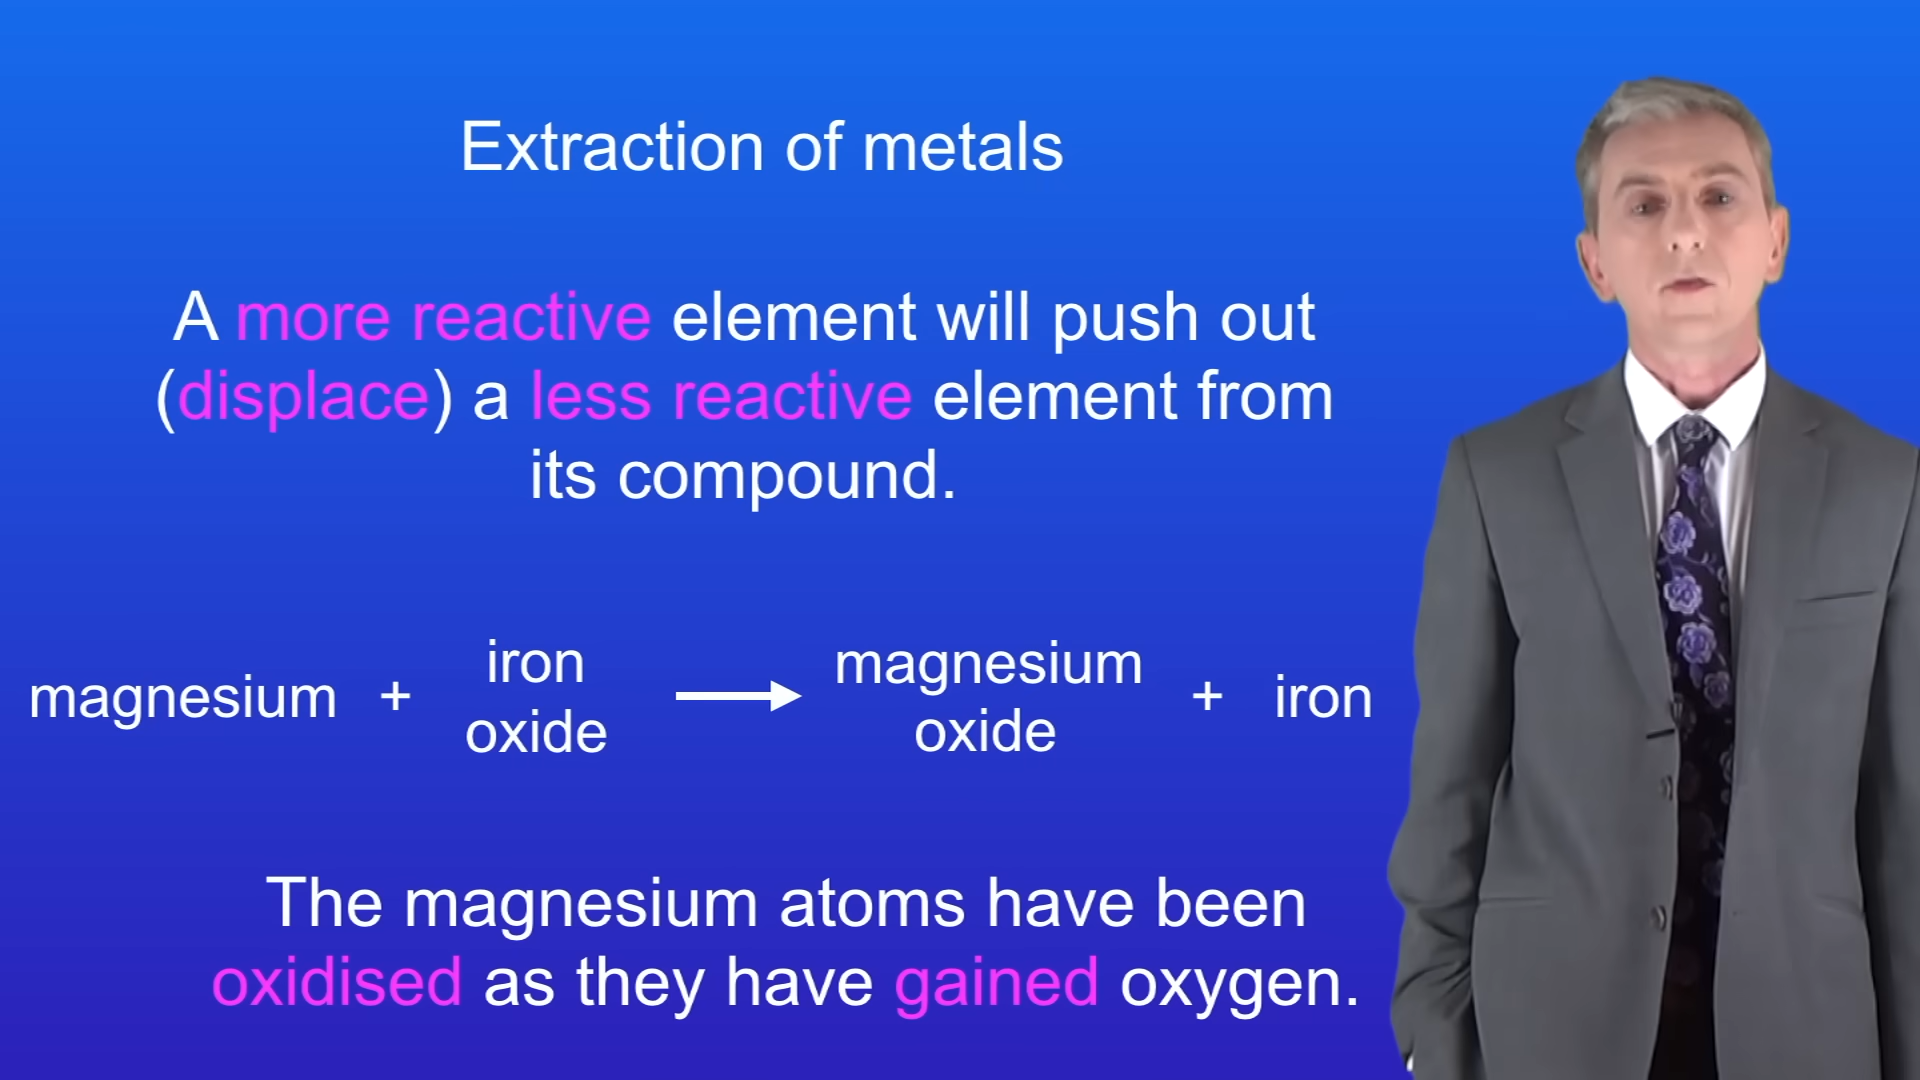 Extraction of metals
A more reactive element will push out
(displace) a less reactive element from
its compound.
magnesium + iron oxide → magnesium oxide + iron
The magnesium atoms have been
oxidised as they have gained oxygen.